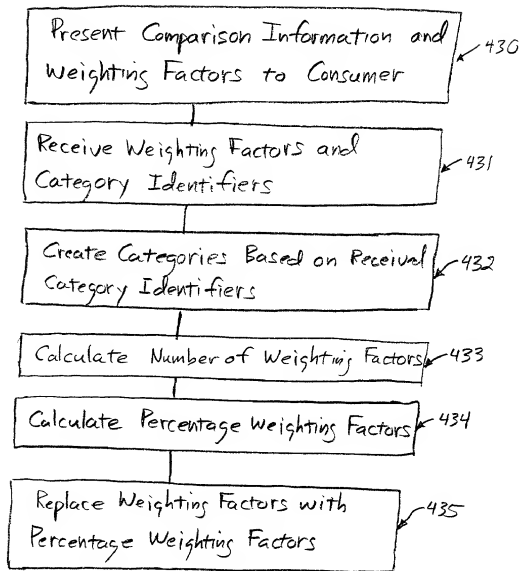 Present Comparison Information and
Weighting Factors to Consumer
430
Receive Weighting Factors and
Category Identifiers
431
Create Categories Based on Received
Category Identifiers
432
Calculate Number of Weighting Factors
433
Calculate Percentage Weighting Factors
434
Replace Weighting Factors with
Percentage Weighting Factors
435